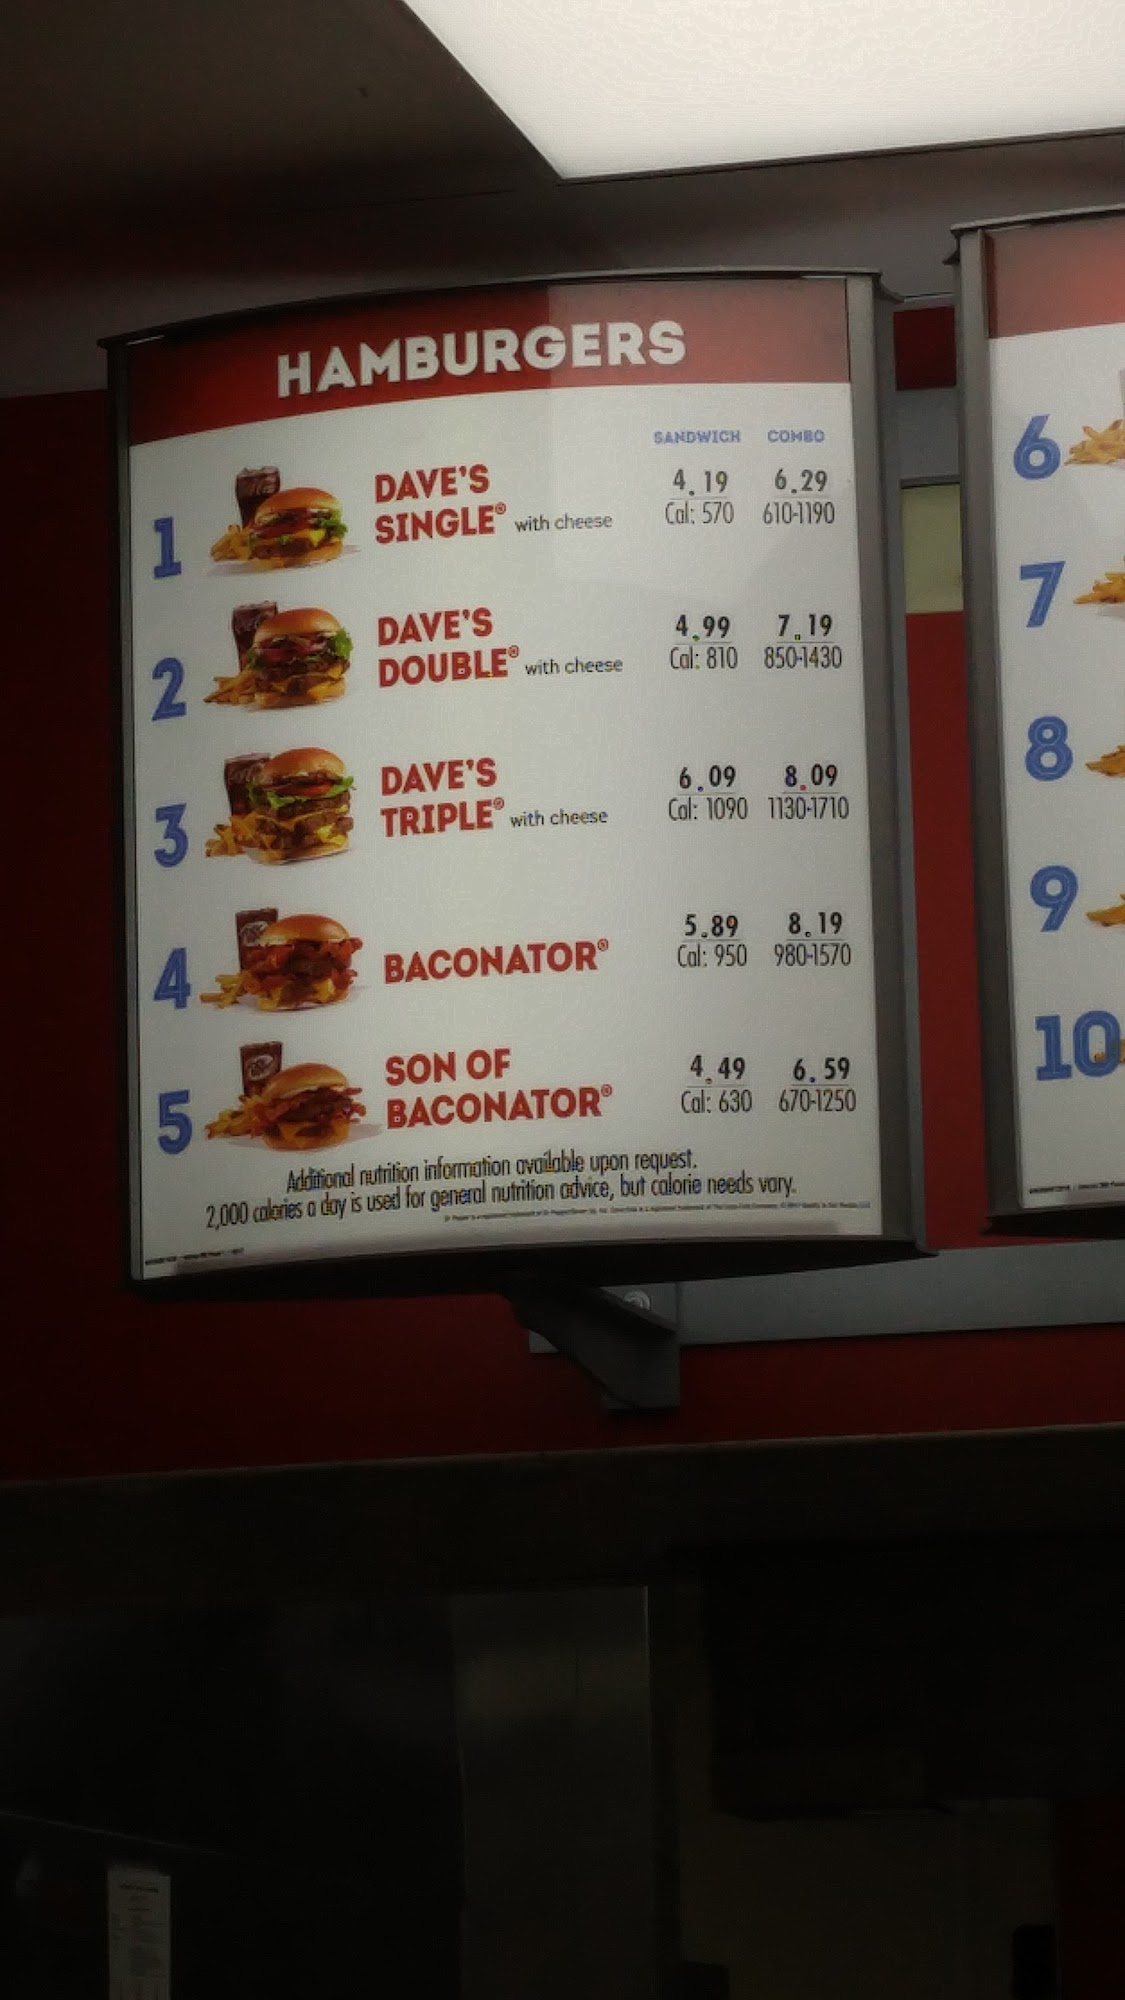 HAMBURGERS
SANDWICH COMBO
1 DAVE'S
SINGLE® with cheese
4.19 6.29
Cal: 570 610-1190
2 DAVE'S
DOUBLE® with cheese
4.99 7.19
Cal: 810 850-1430
3 DAVE'S
TRIPLE® with cheese
6.09 8.09
Cal: 1090 1130-1710
4 BACONATOR®
5.89 8.19
Cal: 950 980-1570
5 SON OF
BACONATOR®
4.49 6.59
Cal: 630 670-1250
Additional nutrition information available upon request.
2,000 calories a day is used for general nutrition advice, but calorie needs vary.
6
7
8
9
10